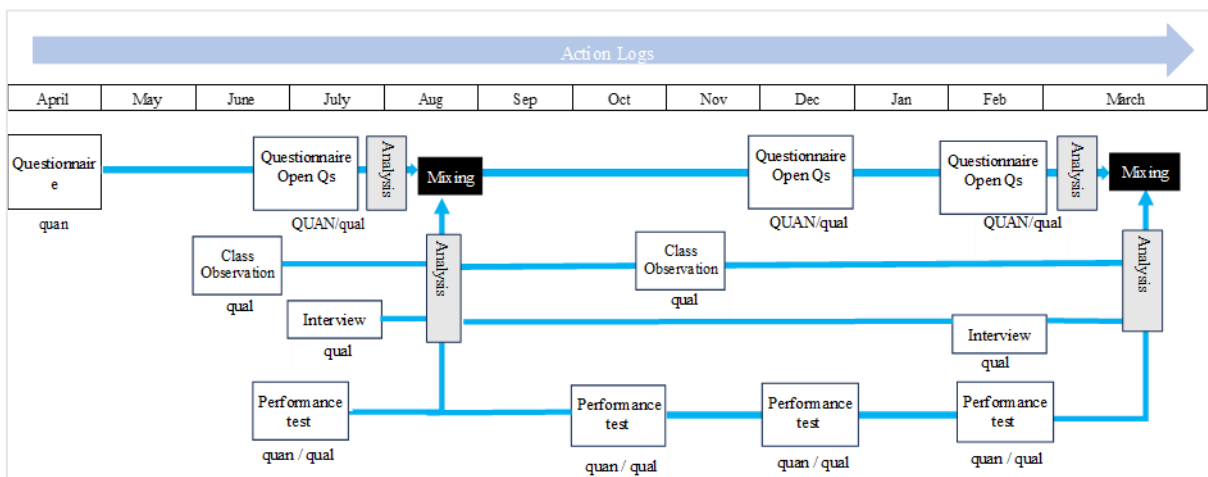 Action Logs
April May June July Aug Sep Oct Nov Dec Jan Feb March
Questionnair
e
quan
Questionnaire
Open Qs
QUAN/qual
Analysis
Mixing
Questionnaire
Open Qs
QUAN/qual
Questionnaire
Open Qs
QUAN/qual
Analysis
Mixing
Class
Observation
qual
Analysis
Class
Observation
qual
Analysis
Interview
qual
Interview
qual
Performance
test
quan / qual
Performance
test
quan / qual
Performance
test
quan / qual
Performance
test
quan / qual